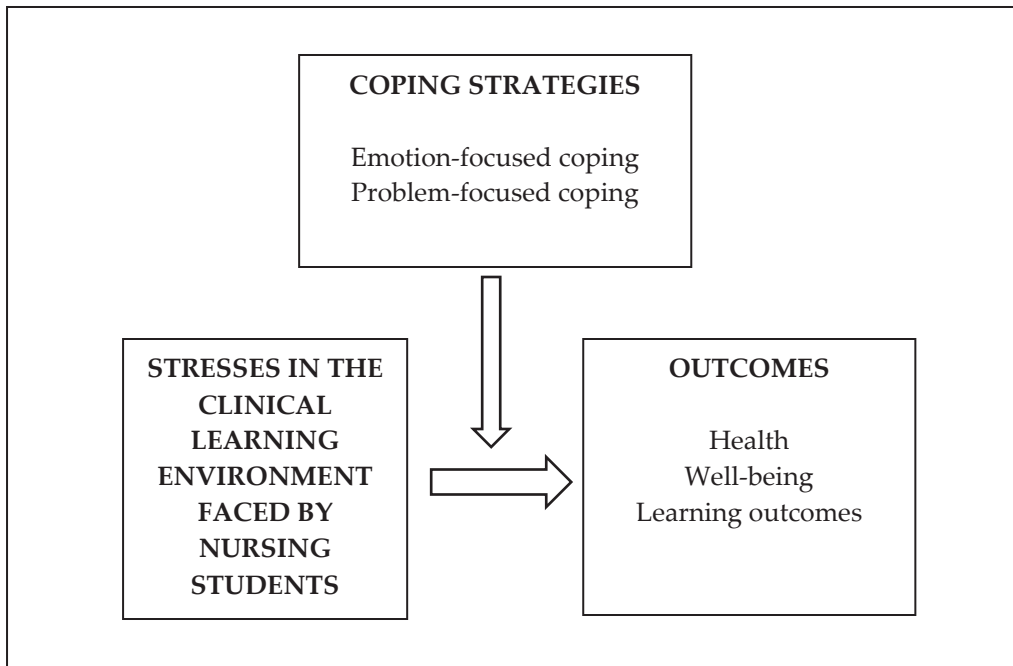 COPING STRATEGIES
Emotion-focused coping
Problem-focused coping
STRESSES IN THE
CLINICAL
LEARNING
ENVIRONMENT
FACED BY
NURSING
STUDENTS
OUTCOMES
Health
Well-being
Learning outcomes